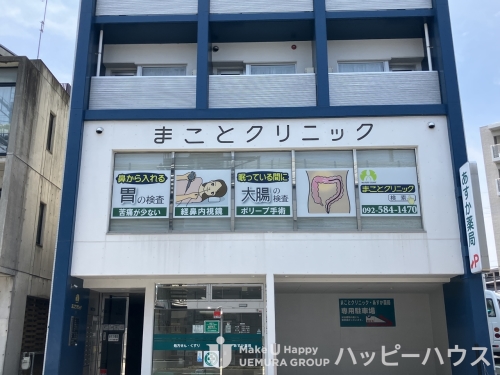 まことクリニック
鼻から入れる
胃の検査
苦痛が少ない
経鼻内視鏡
眠っている間に
大腸の検査
ポリープ手術
まことクリニック
検索
092-584-1470
あすか薬局
まことクリニック・あすか薬局
専用駐車場
Make U Happy
UEMURA GROUP
ハッピーハウス